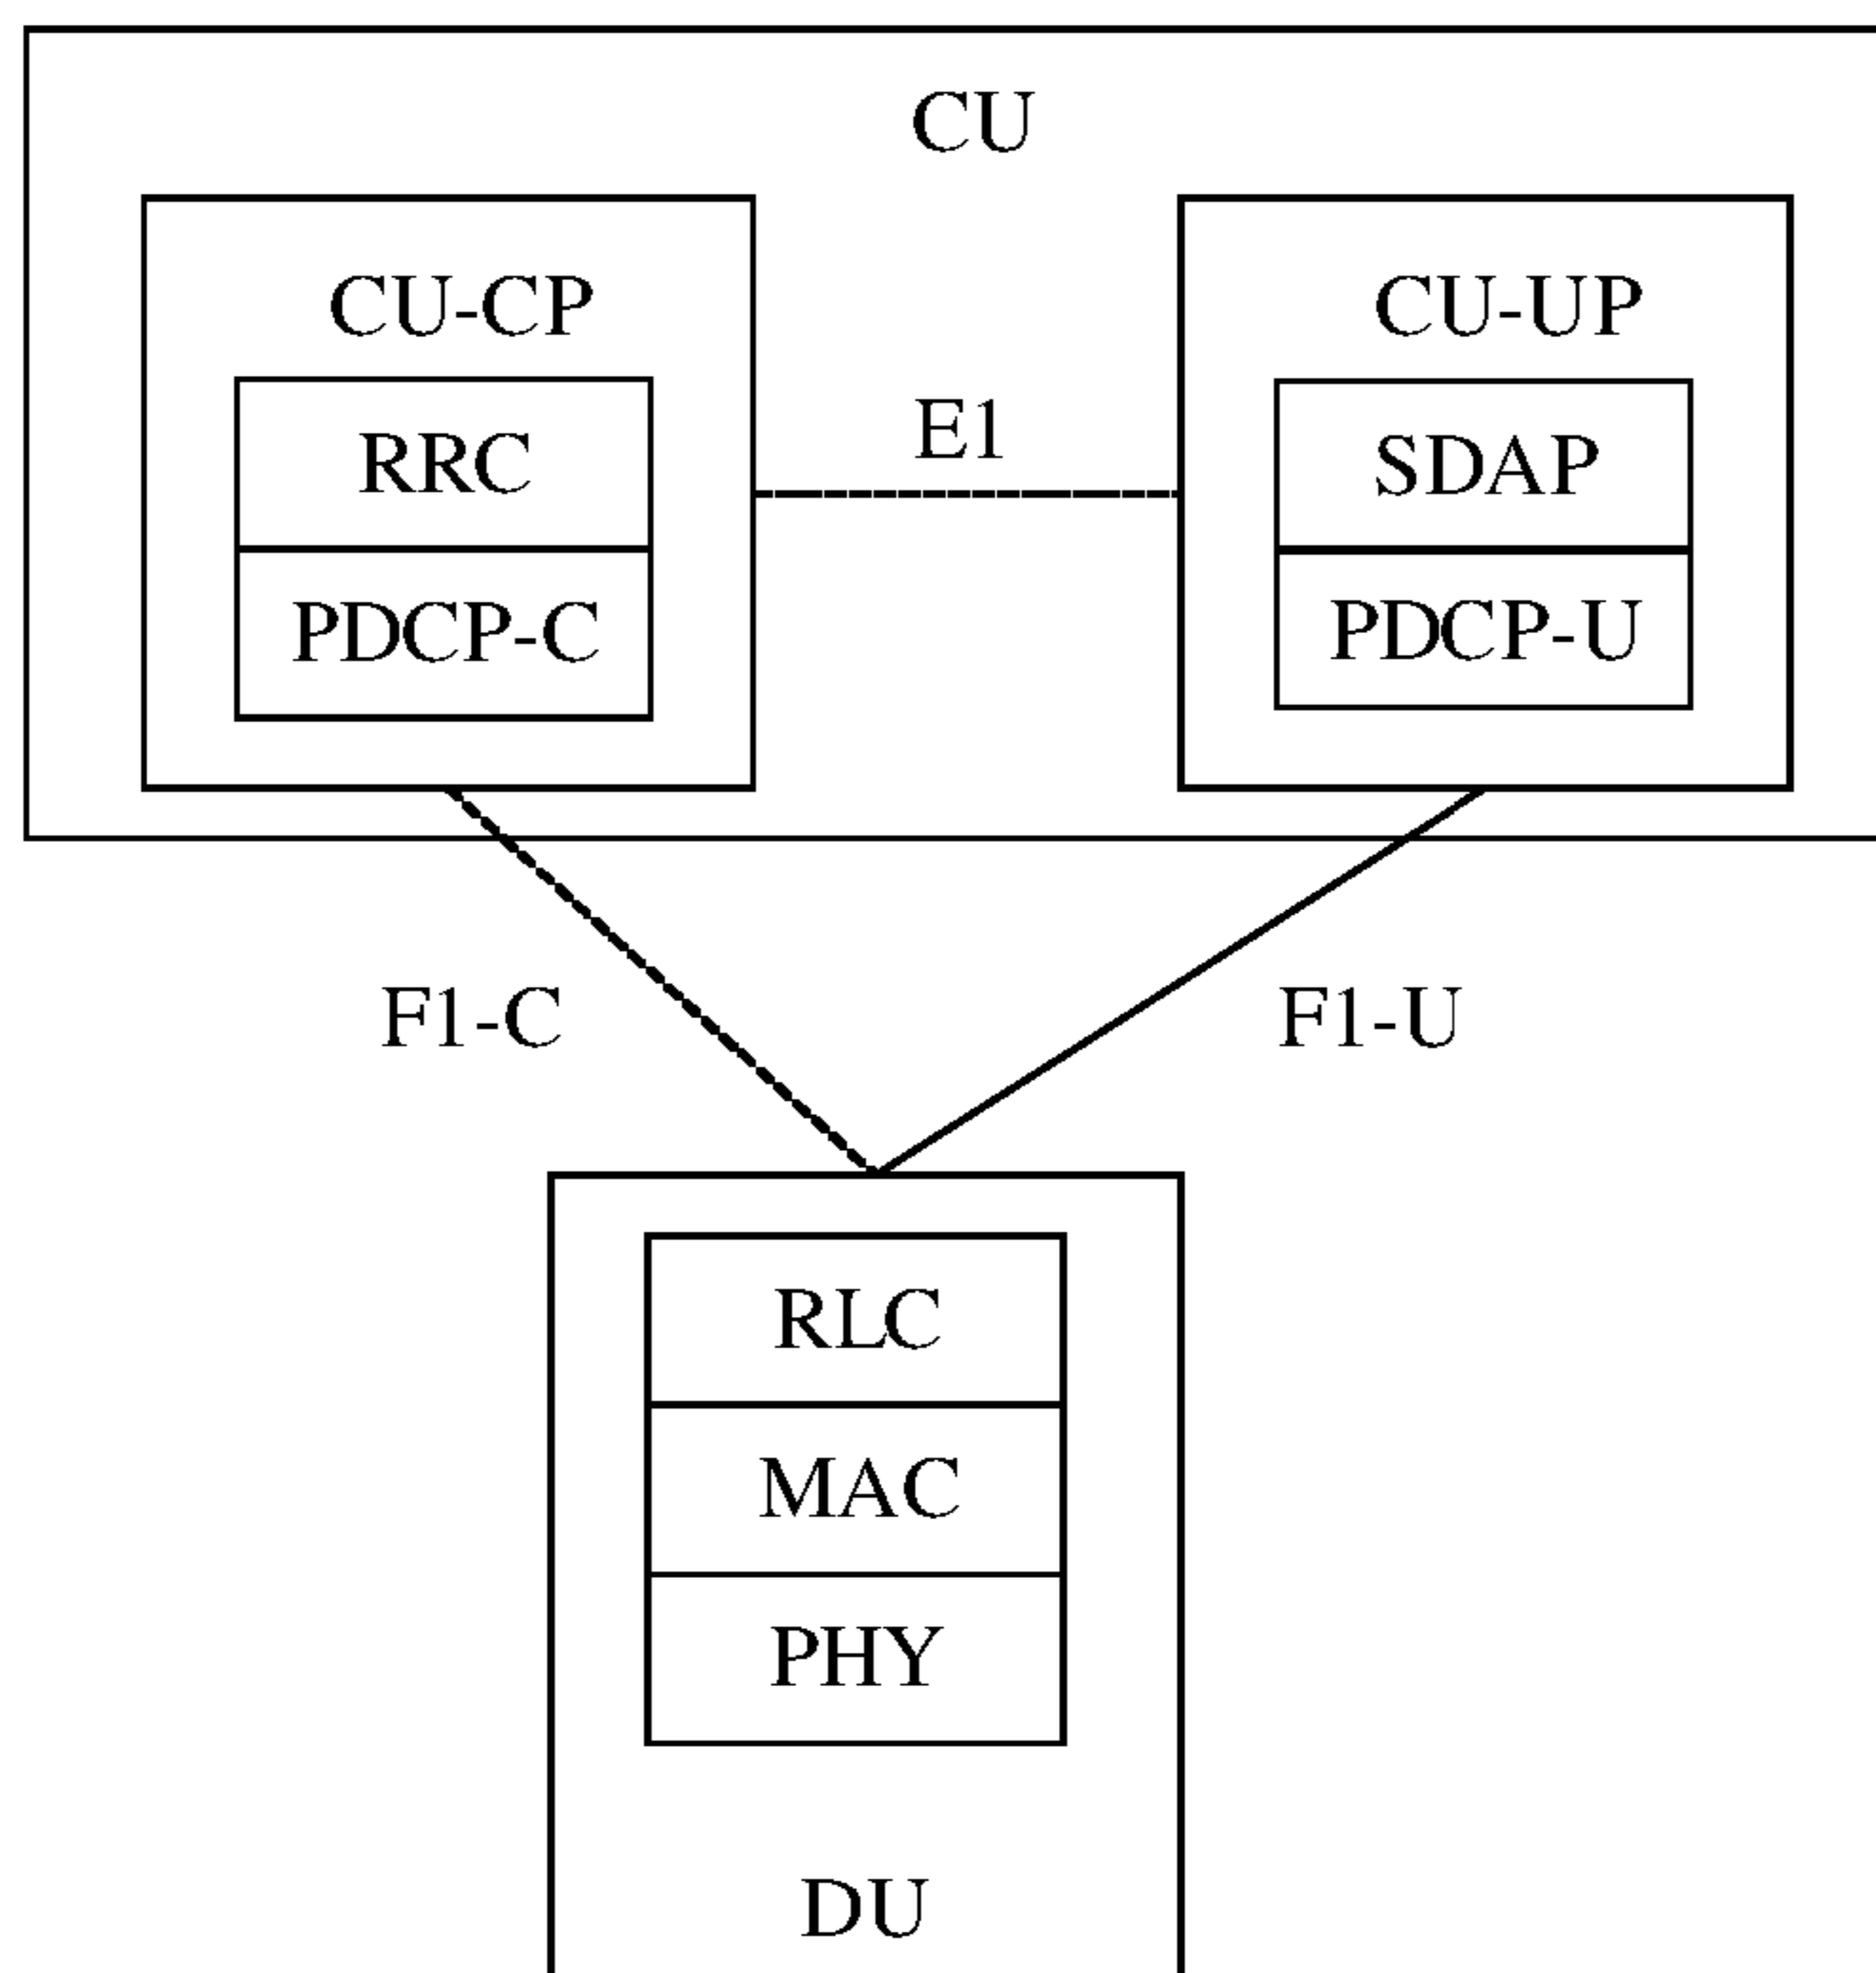 CU
CU-CP
CU-UP
RRC
E1
SDAP
PDCP-C
PDCP-U
F1-C
F1-U
RLC
MAC
PHY
DU